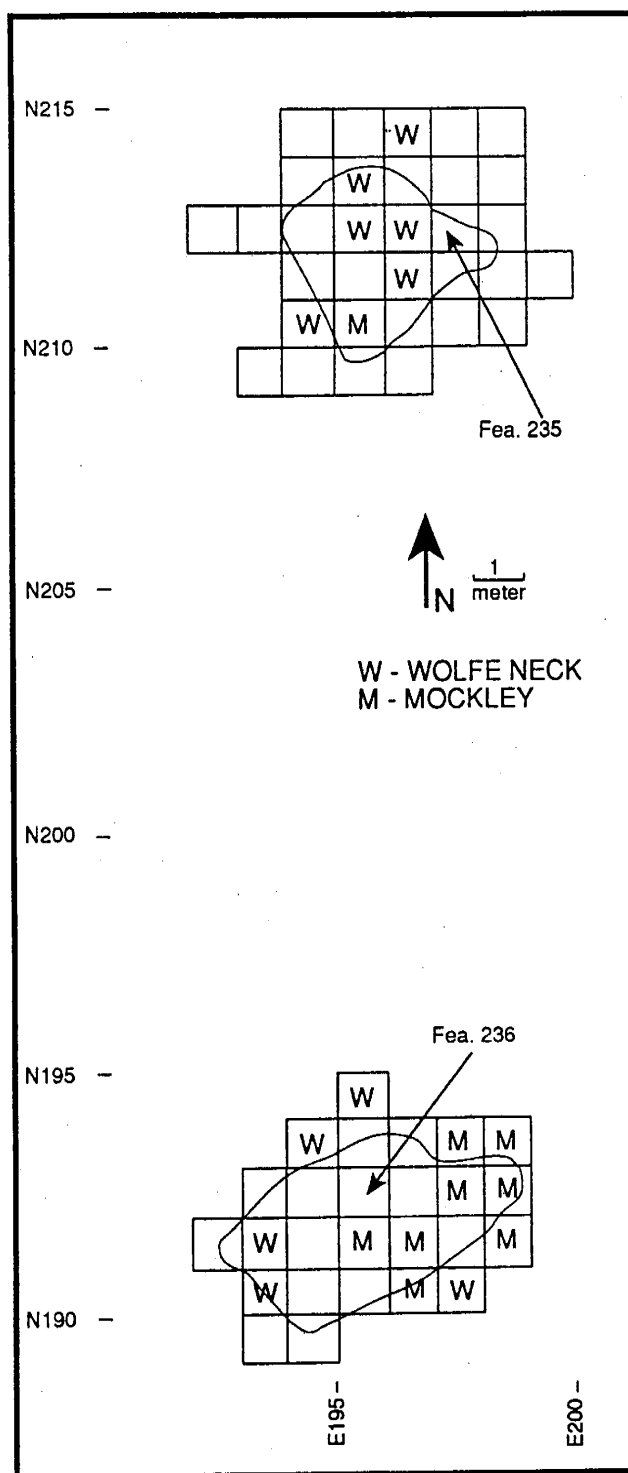 N215
W
W
W W
W
W M
N210
Fea. 235
N205
1
meter
N
W - WOLFE NECK
M - MOCKLEY
N200
Fea. 236
N195
W
W M M
M M
W M M M
W M W
N190
E195
E200